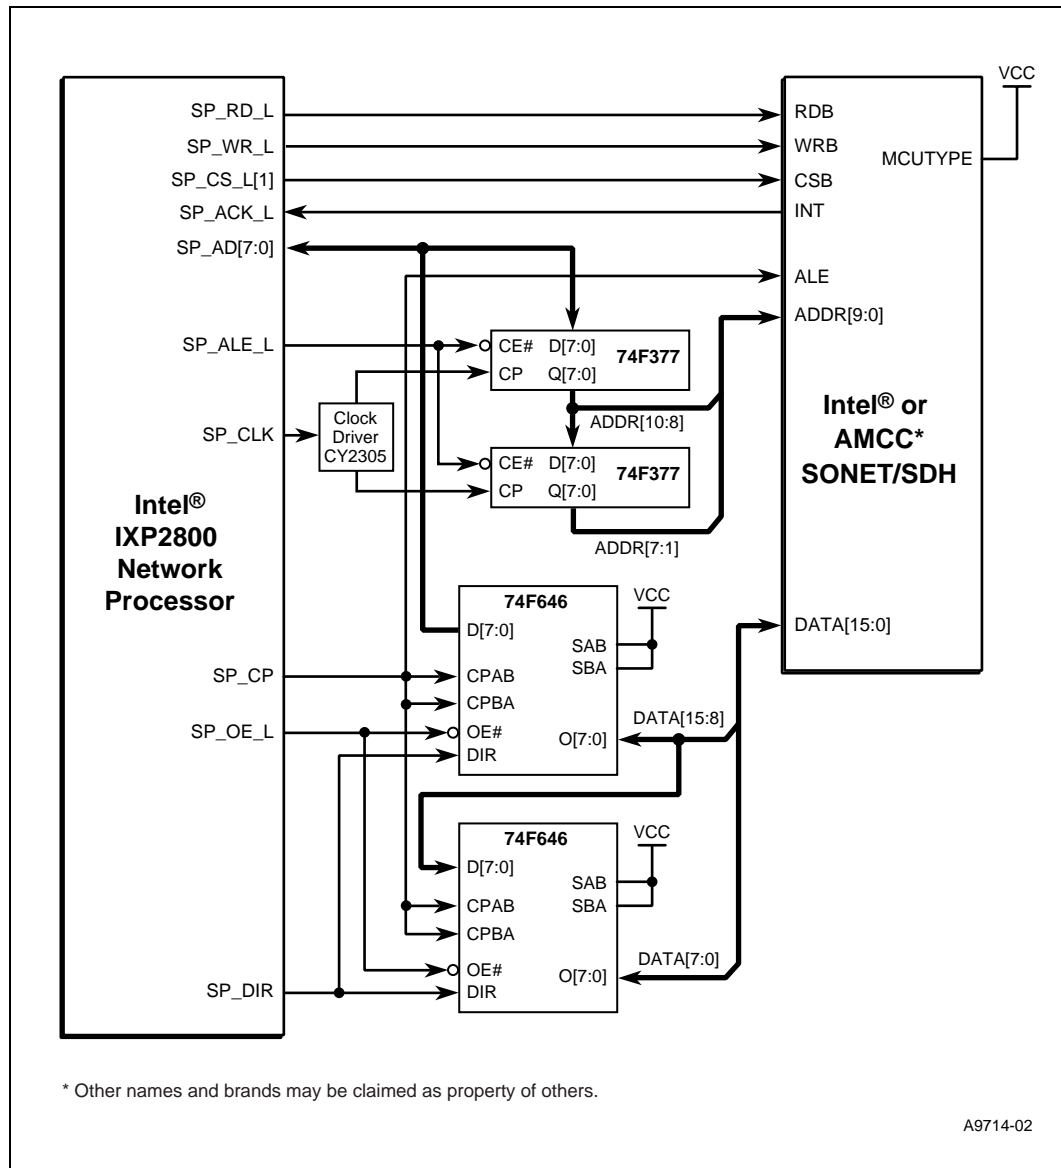 VCC
SP_RD_L
RDB
SP_WR_L
WRB
MCUTYPE
SP_CS_L[1]
CSB
SP_ACK_L
INT
SP_AD[7:0]
ALE
ADDR[9:0]
SP_ALE_L
CE# D[7:0]
74F377
CP Q[7:0]
ADDR[10:8]
SP_CLK
Clock
Driver
CY2305
CE# D[7:0]
74F377
CP Q[7:0]
ADDR[7:1]
Intel® or
AMCC*
SONET/SDH
Intel®
IXP2800
Network
Processor
74F646
VCC
D[7:0]
SAB
SBA
DATA[15:0]
SP_CP
CPAB
CPBA
DATA[15:8]
SP_OE_L
OE#
O[7:0]
DIR
74F646
VCC
D[7:0]
SAB
SBA
CPAB
CPBA
DATA[7:0]
OE#
O[7:0]
SP_DIR
DIR
* Other names and brands may be claimed as property of others.
A9714-02